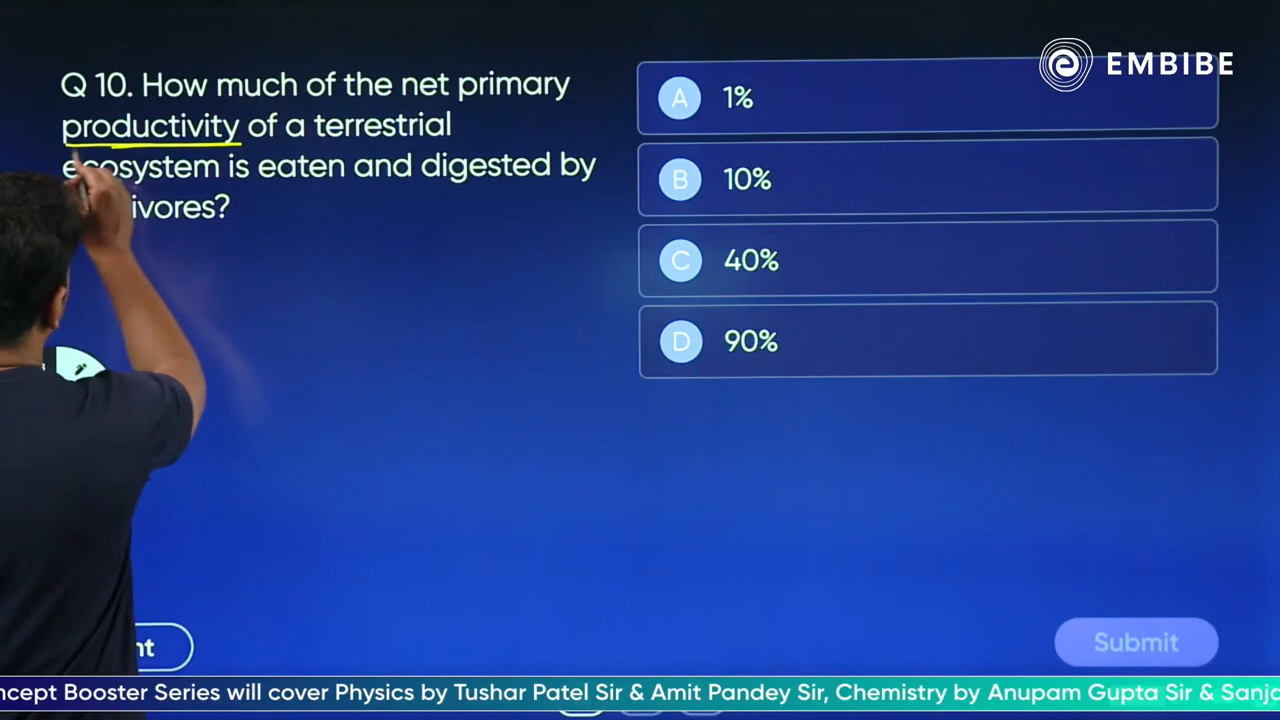 EMBIBE
Q 10. How much of the net primary
productivity of a terrestrial
ecosystem is eaten and digested by
ivores?
A 1%
B 10%
C 40%
D 90%
nt
Submit
ncept Booster Series will cover Physics by Tushar Patel Sir & Amit Pandey Sir, Chemistry by Anupam Gupta Sir & Sanja